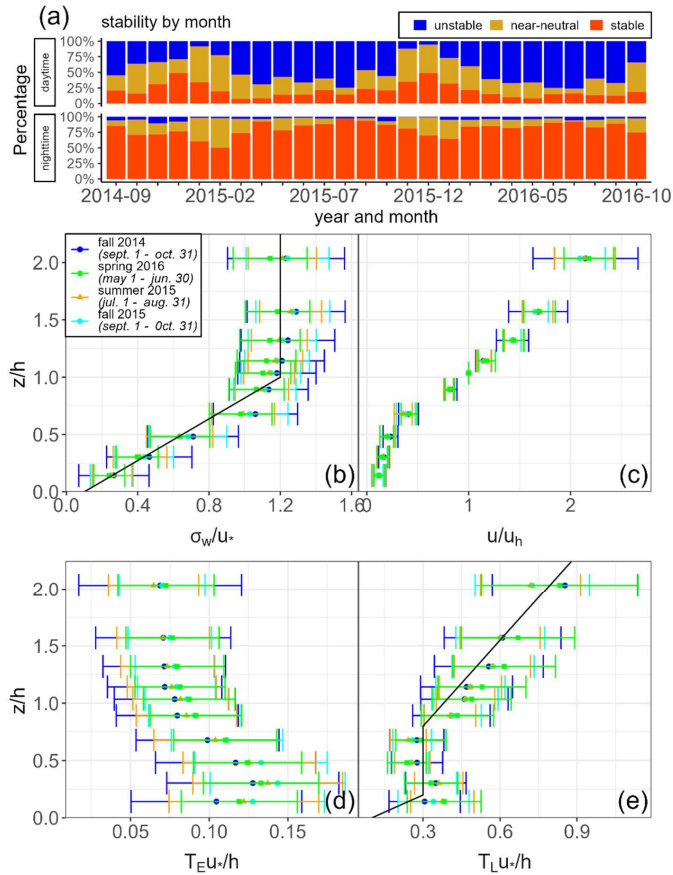 (a) stability by month
unstable near-neutral stable
Percentage
daytime
100%
75%
50%
25%
0%
nighttime
100%
75%
50%
25%
0%
2014-09 2015-02 2015-07 2015-12 2016-05 2016-10
year and month
fall 2014
(sept. 1 - oct. 31)
spring 2016
(may 1 - jun. 30)
summer 2015
(jul. 1 - aug. 31)
fall 2015
(sept. 1 - 0ct. 31)
z/h
2.0
1.5
1.0
0.5
0.0
(b) (c)
0.0 0.4 0.8 1.2 1.6 0 1 2
σw/u* u/uh
z/h
2.0
1.5
1.0
0.5
0.0
(d) (e)
0.05 0.10 0.15 0.3 0.6 0.9
TEu*/h TLu*/h